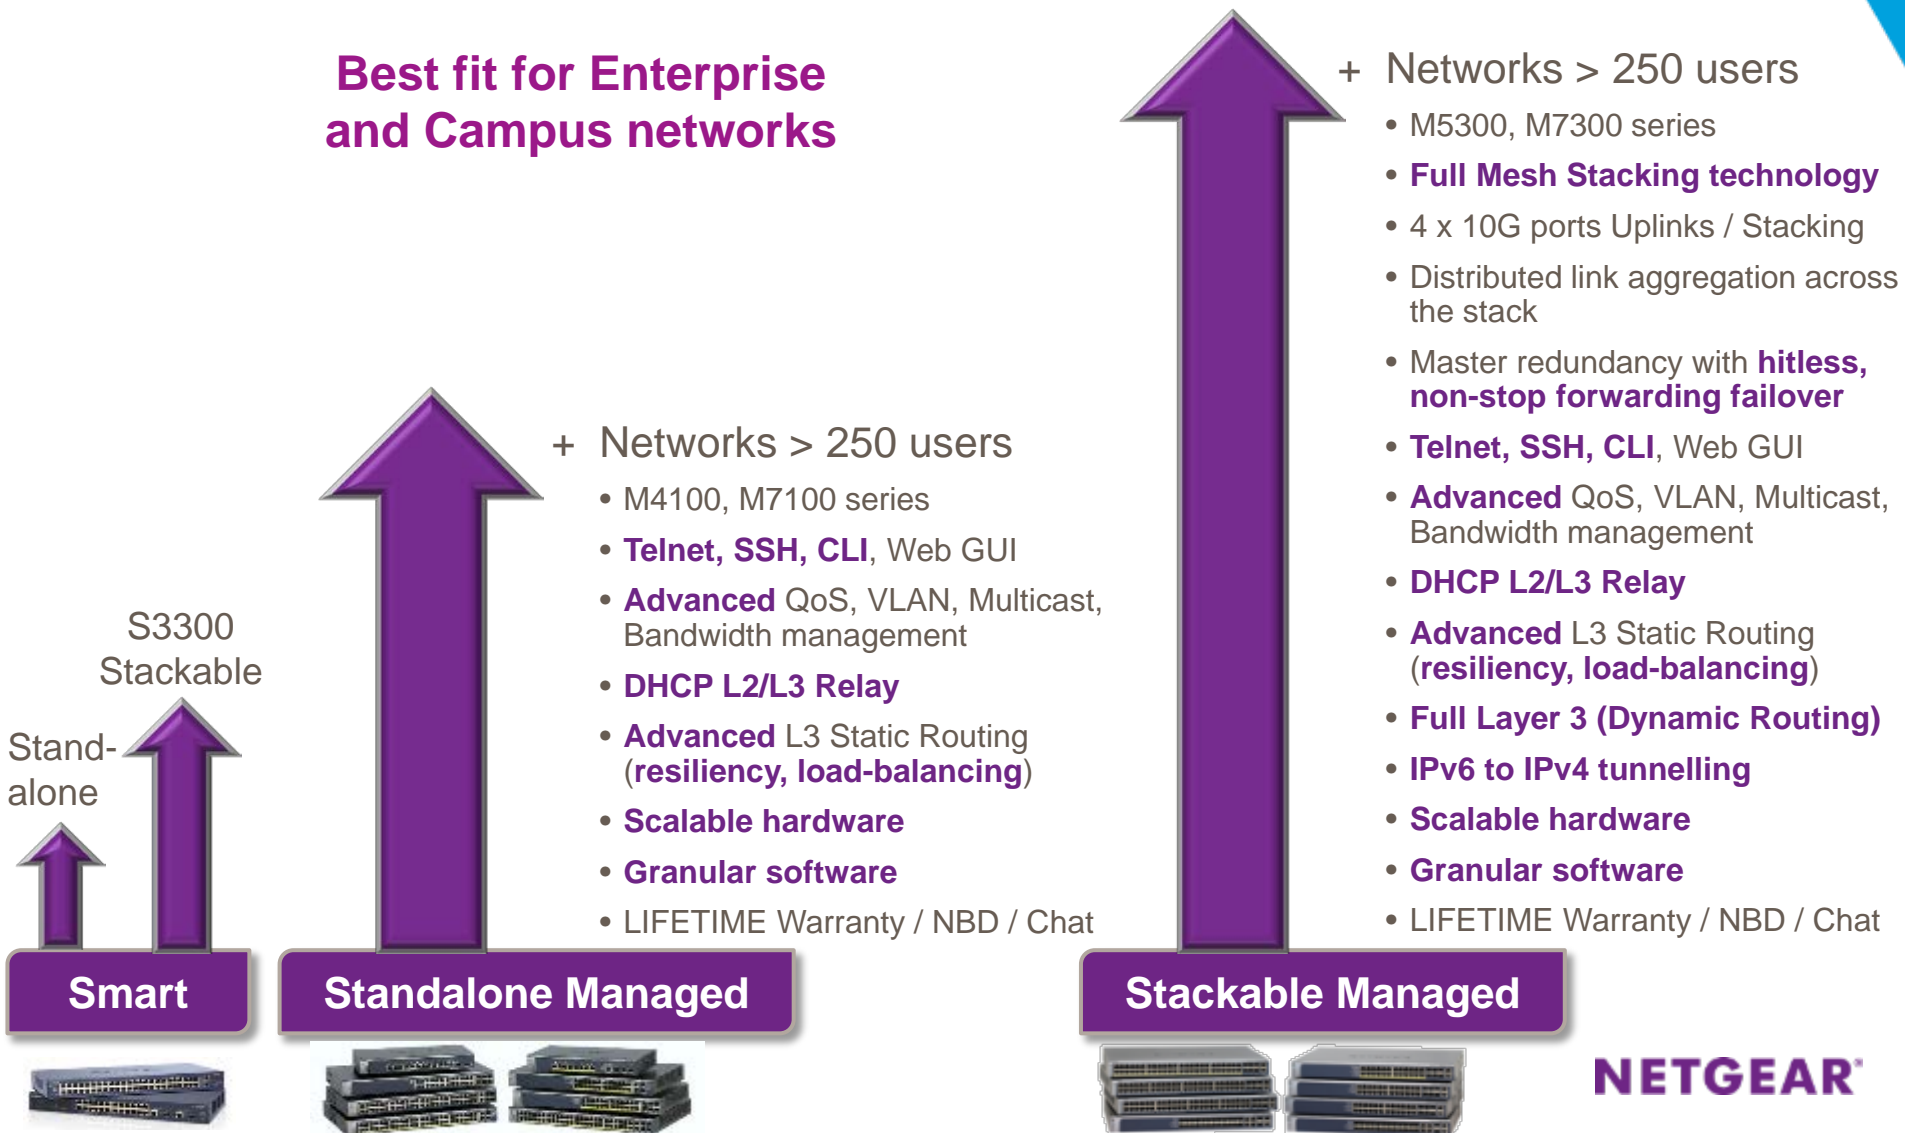 Best fit for Enterprise
and Campus networks
Stand-
alone
S3300
Stackable
Smart
+ Networks > 250 users
• M4100, M7100 series
• Telnet, SSH, CLI, Web GUI
• Advanced QoS, VLAN, Multicast,
Bandwidth management
• DHCP L2/L3 Relay
• Advanced L3 Static Routing
(resiliency, load-balancing)
• Scalable hardware
• Granular software
• LIFETIME Warranty / NBD / Chat
Standalone Managed
+ Networks > 250 users
• M5300, M7300 series
• Full Mesh Stacking technology
• 4 x 10G ports Uplinks / Stacking
• Distributed link aggregation across
the stack
• Master redundancy with hitless,
non-stop forwarding failover
• Telnet, SSH, CLI, Web GUI
• Advanced QoS, VLAN, Multicast,
Bandwidth management
• DHCP L2/L3 Relay
• Advanced L3 Static Routing
(resiliency, load-balancing)
• Full Layer 3 (Dynamic Routing)
• IPv6 to IPv4 tunnelling
• Scalable hardware
• Granular software
• LIFETIME Warranty / NBD / Chat
Stackable Managed
NETGEAR®